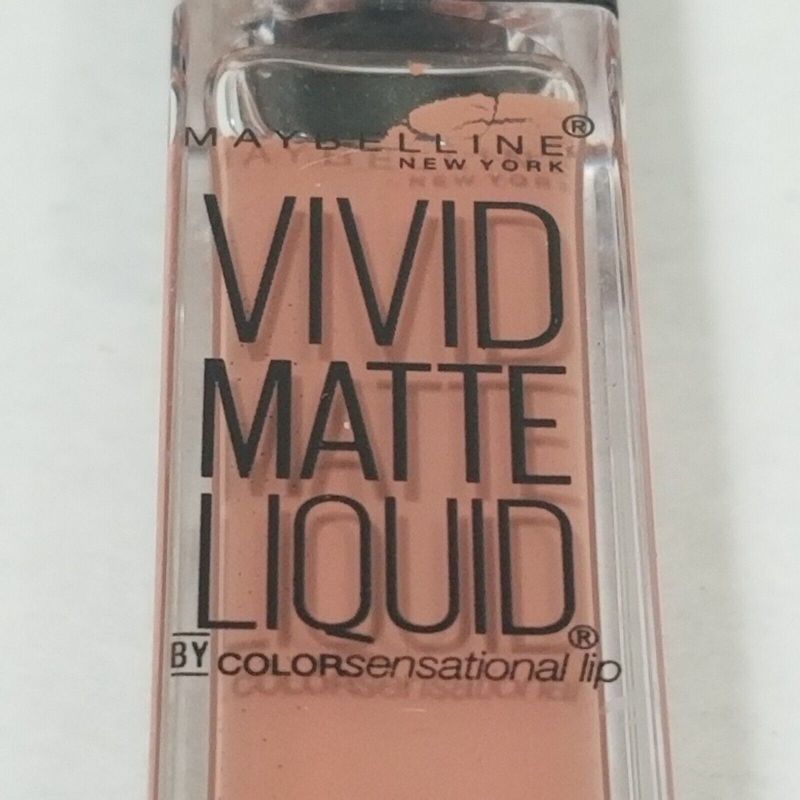 MAYBELLINE®
NEW YORK
VIVID
MATTE
LIQUID®
BY COLORsensational lip